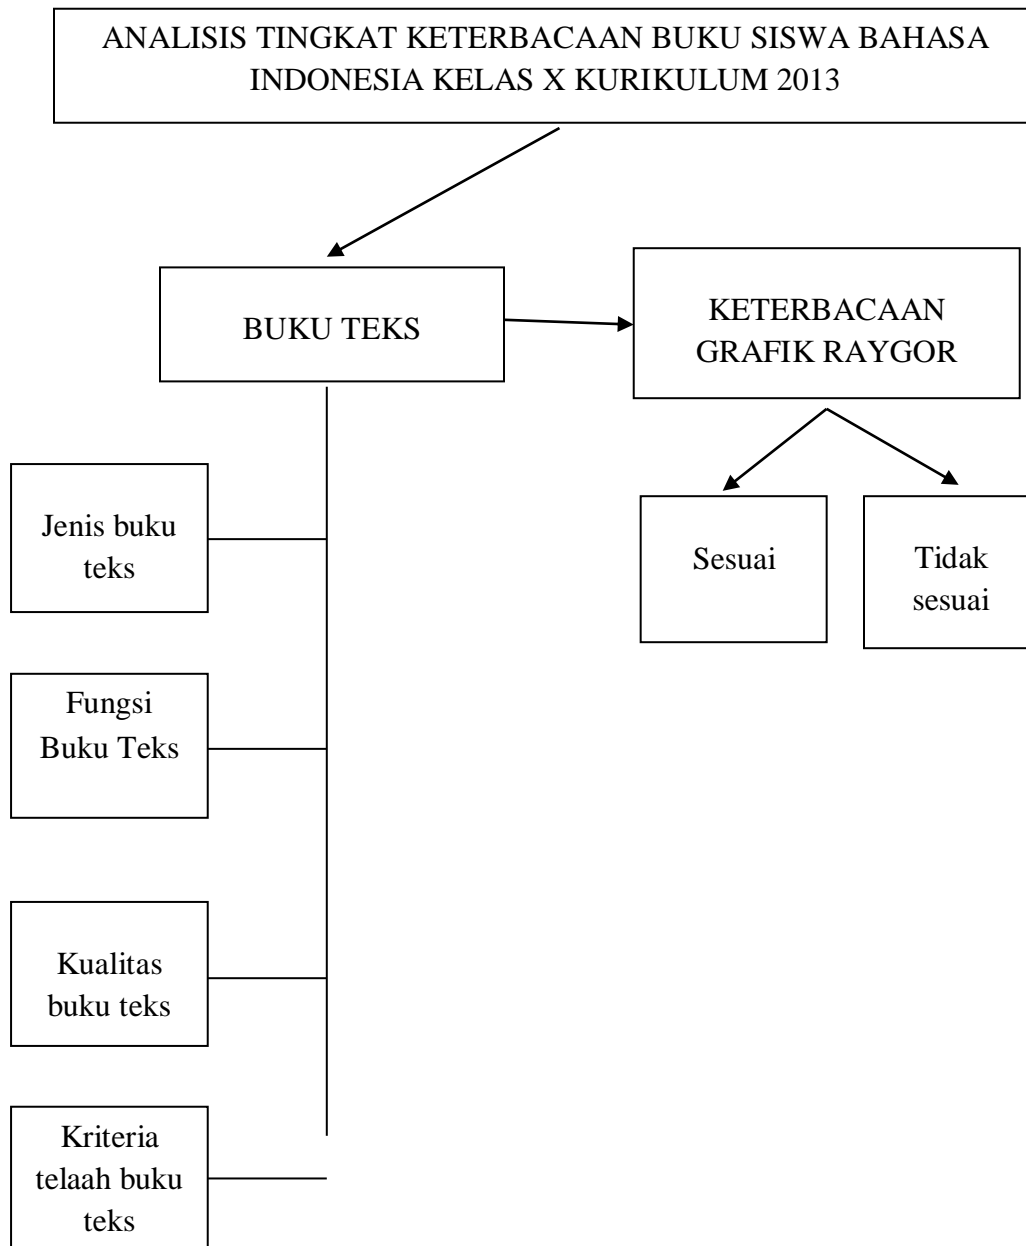 ANALISIS TINGKAT KETERBACAAN BUKU SISWA BAHASA
INDONESIA KELAS X KURIKULUM 2013
BUKU TEKS
KETERBACAAN
GRAFIK RAYGOR
Jenis buku
teks
Sesuai
Tidak
sesuai
Fungsi
Buku Teks
Kualitas
buku teks
Kriteria
telaah buku
teks